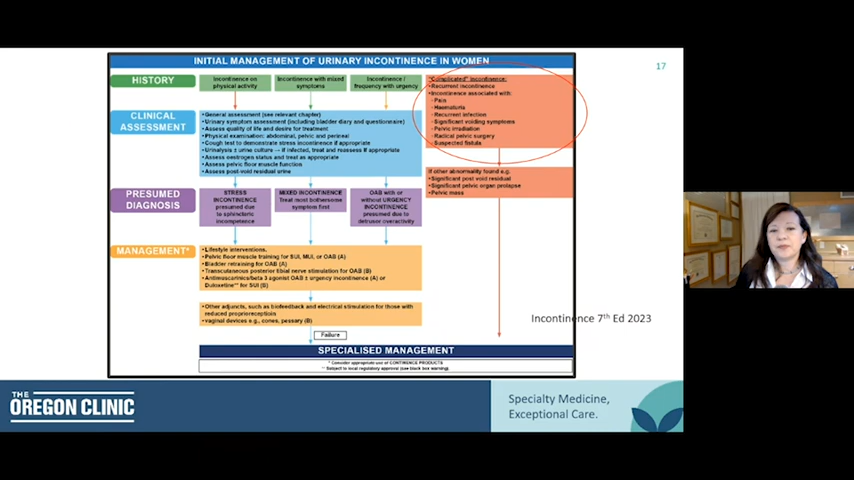 INITIAL MANAGEMENT OF URINARY INCONTINENCE IN WOMEN
17
HISTORY
Incontinence on
physical activity
Incontinence with mixed
symptoms
Incontinence /
frequency with urgency
"Complicated" incontinence:
•Recurrent incontinence
•Incontinence associated with:
-Pain
-Haematuria
-Recurrent infection
-Significant voiding symptoms
-Pelvic irradiation
-Radical pelvic surgery
-Suspected fistula
CLINICAL
ASSESSMENT
•General assessment (see relevant chapter)
•Urinary symptom assessment (including bladder diary and questionnaire)
•Assess quality of life and desire for treatment
•Physical examination: abdominal, pelvic and perineal
•Cough test to demonstrate stress incontinence if appropriate
•Urinalysis ± urine culture → if infected, treat and reassess if appropriate
•Assess oestrogen status and treat as appropriate
•Assess pelvic floor muscle function
•Assess post-void residual urine
If other abnormality found e.g.
•Significant post void residual
•Significant pelvic organ prolapse
•Pelvic mass
PRESUMED
DIAGNOSIS
STRESS
INCONTINENCE
presumed due
to sphincteric
incompetence
MIXED INCONTINENCE
Treat most bothersome
symptom first
OAB with or
without URGENCY
INCONTINENCE
presumed due to
detrusor overactivity
MANAGEMENT*
•Lifestyle interventions.
•Pelvic floor muscle training for SUI, MUI, or OAB (A)
•Bladder retraining for OAB (A)
•Transcutaneous posterior tibial nerve stimulation for OAB (B)
•Antimuscarinics/beta 3 agonist OAB ± urgency incontinence (A) or
Duloxetine** for SUI (B)
•Other adjuncts, such as biofeedback and electrical stimulation for those with
reduced proprioceptioin
•vaginal devices e.g., cones, pessary (B)
Incontinence 7th Ed 2023
Failure
SPECIALISED MANAGEMENT
* Consider appropriate use of CONTINENCE PRODUCTS
** Subject to local regulatory approval (see black box warning).
THE
OREGON CLINIC
Specialty Medicine,
Exceptional Care.